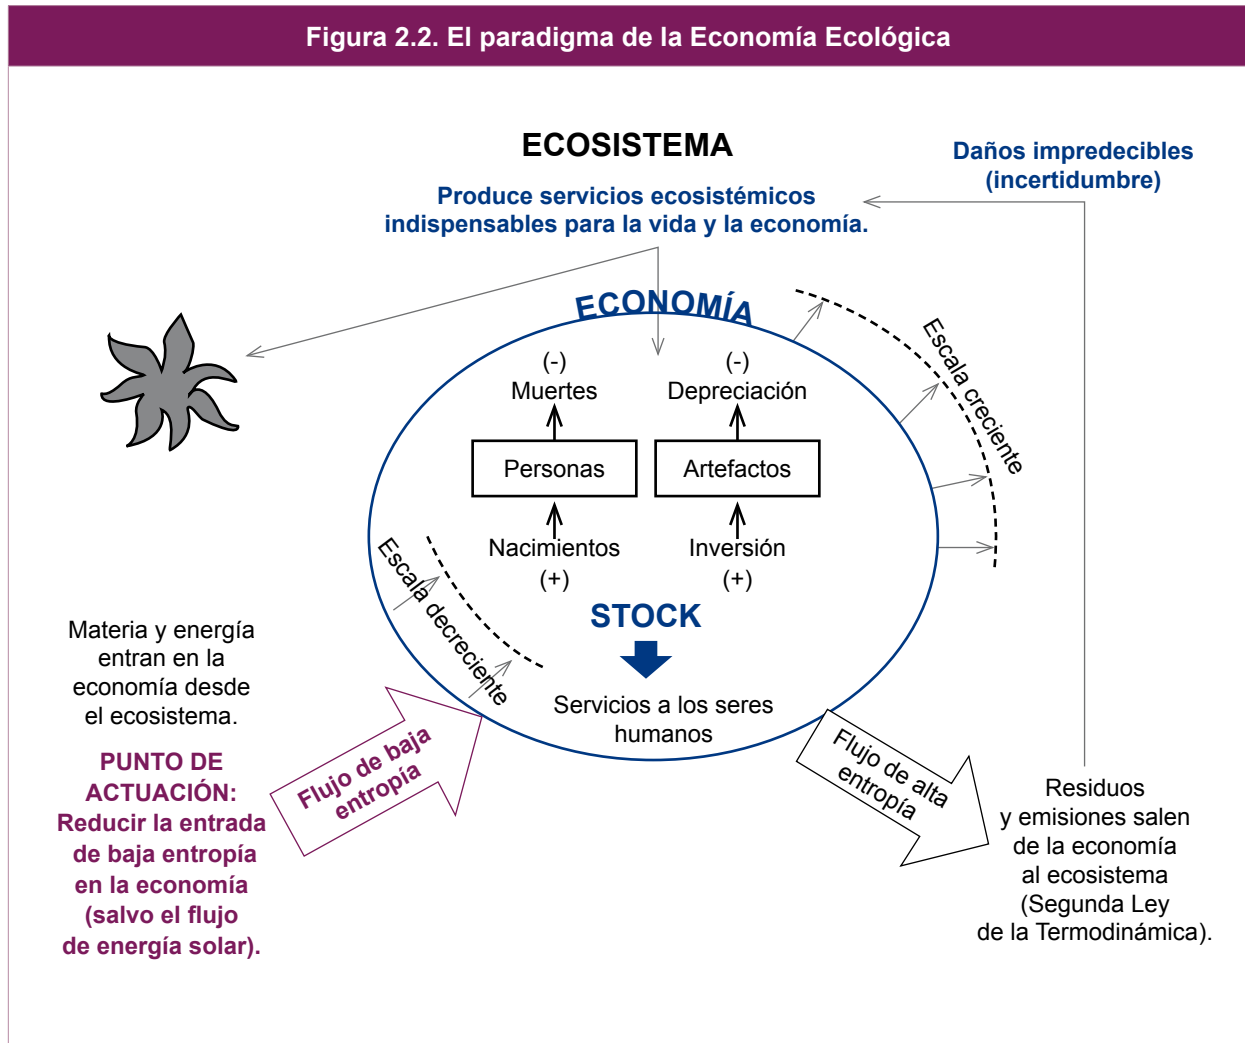 Figura 2.2. El paradigma de la Economía Ecológica
ECOSISTEMA
Produce servicios ecosistémicos
indispensables para la vida y la economía.
Daños impredecibles
(incertidumbre)
ECONOMÍA
Escala creciente
(-)
Muertes
(-)
Depreciación
Personas
Artefactos
Nacimientos
(+)
Inversión
(+)
Escala decreciente
STOCK
Servicios a los seres
humanos
Materia y energía
entran en la
economía desde
el ecosistema.
PUNTO DE
ACTUACIÓN:
Reducir la entrada
de baja entropía
en la economía
(salvo el flujo
de energía solar).
Flujo de baja
entropía
Flujo de alta
entropía
Residuos
y emisiones salen
de la economía
al ecosistema
(Segunda Ley
de la Termodinámica).